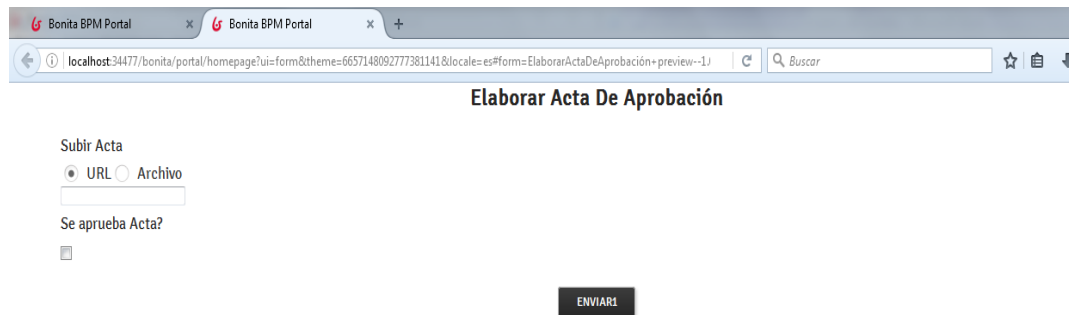 Bonita BPM Portal × Bonita BPM Portal × +
localhost:34477/bonita/portal/homepage?ui=form&theme=6657148092777381141&locale=es#form=ElaborarActaDeAprobación+preview--1.( Buscar
Elaborar Acta De Aprobación
Subir Acta
URL Archivo
Se aprueba Acta?
ENVIAR1